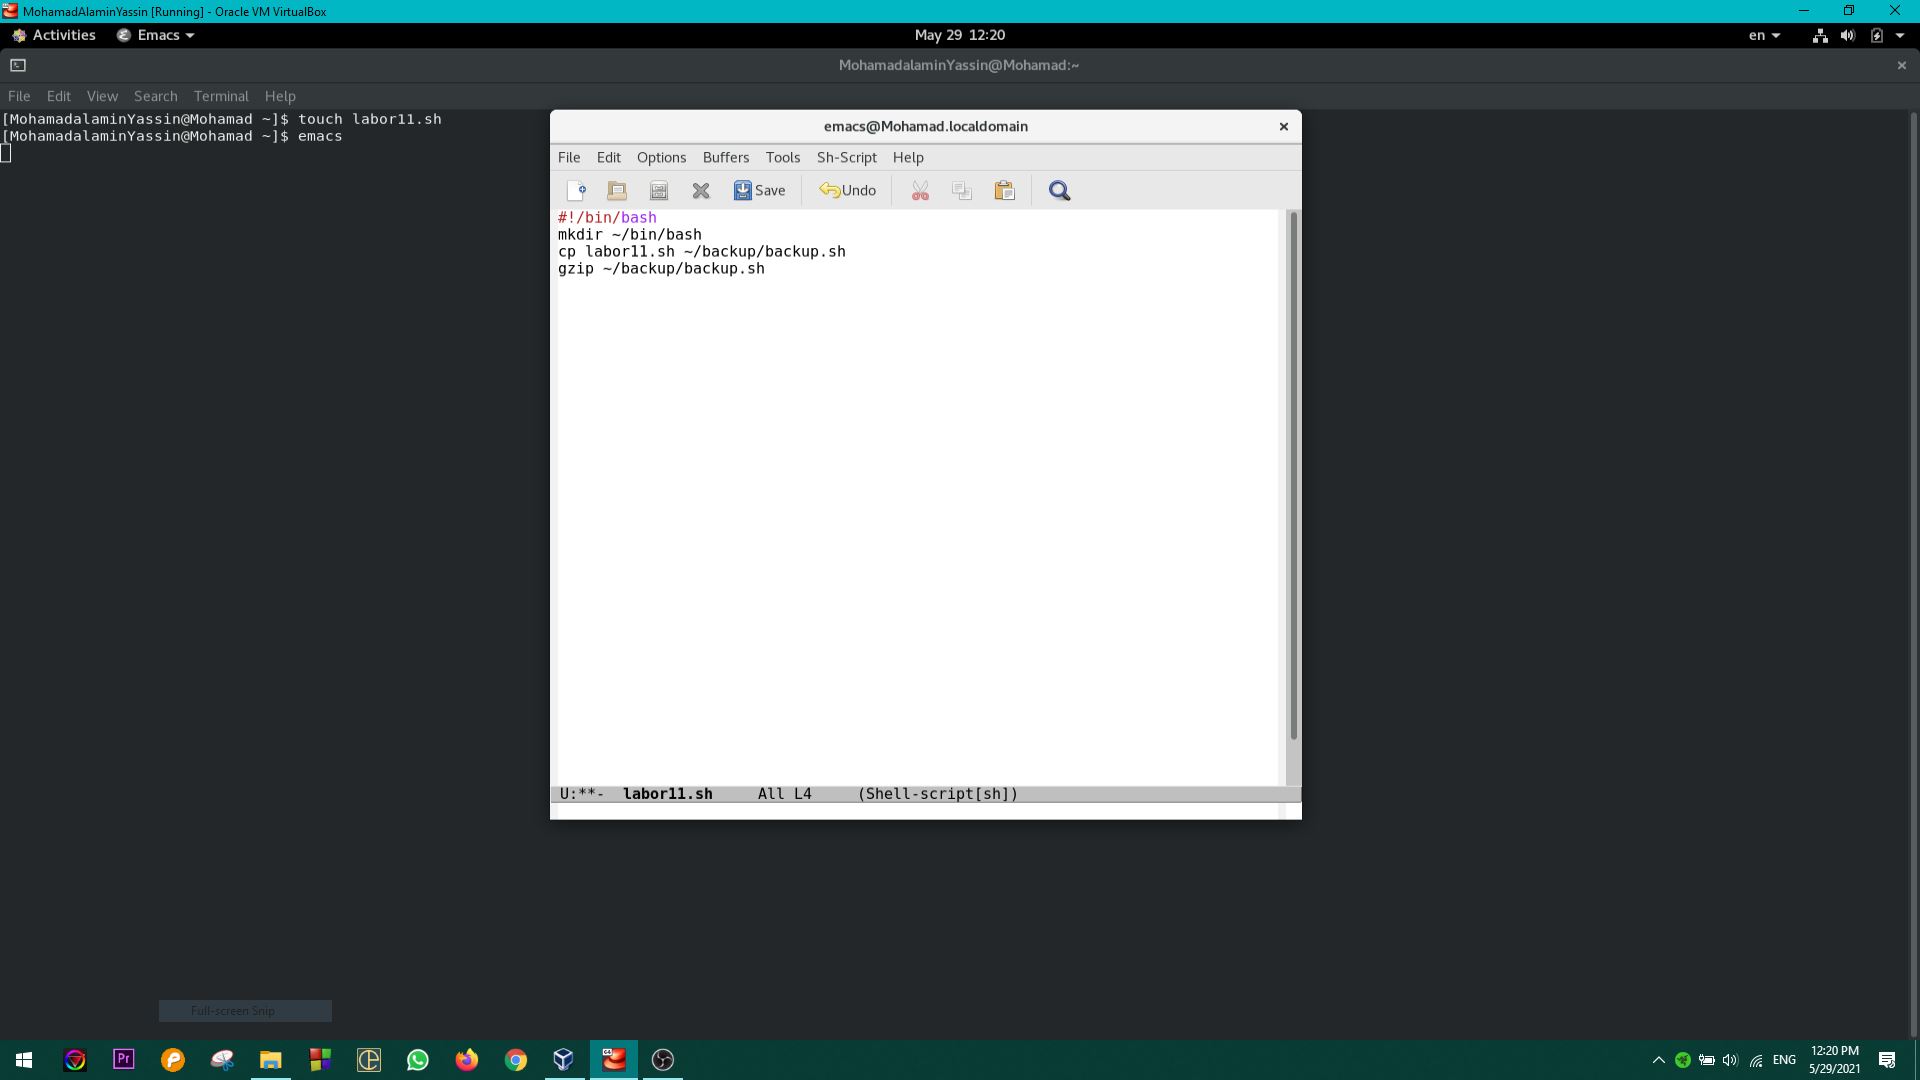 MohamadAlaminYassin [Running] - Oracle VM VirtualBox
Activities Emacs May 29 12:20 en
MohamadalaminYassin@Mohamad:~
File Edit View Search Terminal Help
[MohamadalaminYassin@Mohamad ~]$ touch labor11.sh
[MohamadalaminYassin@Mohamad ~]$ emacs
emacs@Mohamad.localdomain
File Edit Options Buffers Tools Sh-Script Help
Save Undo
#!/bin/bash
mkdir ~/bin/bash
cp labor11.sh ~/backup/backup.sh
gzip ~/backup/backup.sh
U:**- labor11.sh All L4 (Shell-script[sh])
Full-screen Snip
Pr
ENG
12:20 PM
5/29/2021